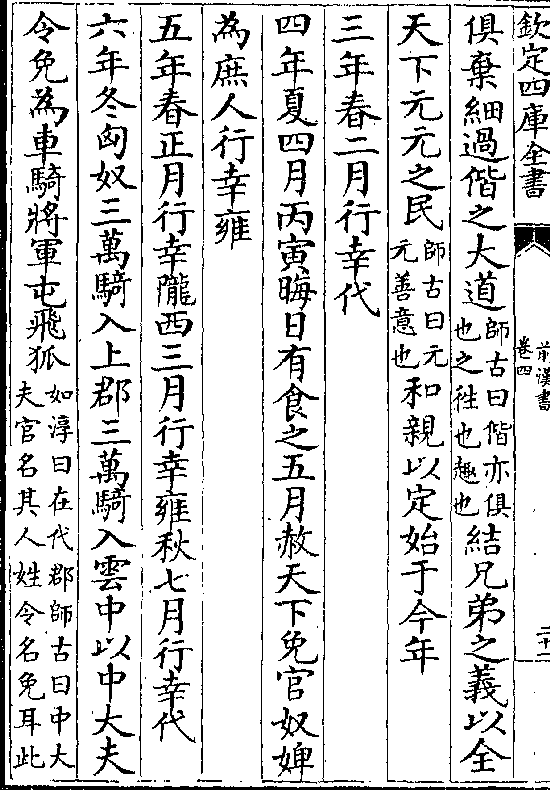 欽定四庫全書
前漢書
卷四
二十二
俱棄細過偕之大道師古曰偕亦俱也之徃也趣也結兄弟之義以全
天下元元之民師古曰元元善意也和親以定始于今年
三年春二月行幸代
四年夏四月丙寅晦日有食之五月赦天下免官奴婢
為庶人行幸雍
五年春正月行幸隴西三月行幸雍秋七月行幸代
六年冬匈奴三萬騎入上郡三萬騎入雲中以中大夫
令免為車騎將軍屯飛狐如淳曰在代郡師古曰中大夫官名其人姓令名免耳此